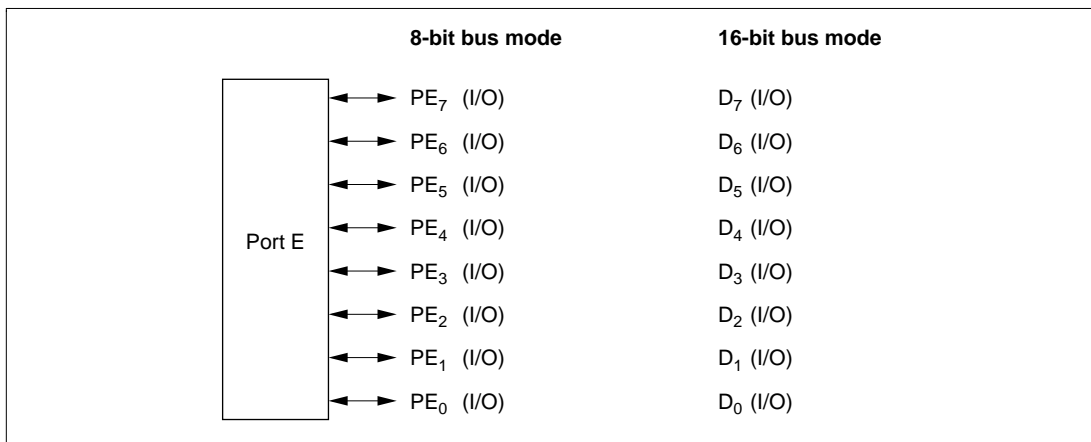 8-bit bus mode 16-bit bus mode
PE7 (I/O) D7 (I/O)
PE6 (I/O) D6 (I/O)
PE5 (I/O) D5 (I/O)
Port E PE4 (I/O) D4 (I/O)
PE3 (I/O) D3 (I/O)
PE2 (I/O) D2 (I/O)
PE1 (I/O) D1 (I/O)
PE0 (I/O) D0 (I/O)